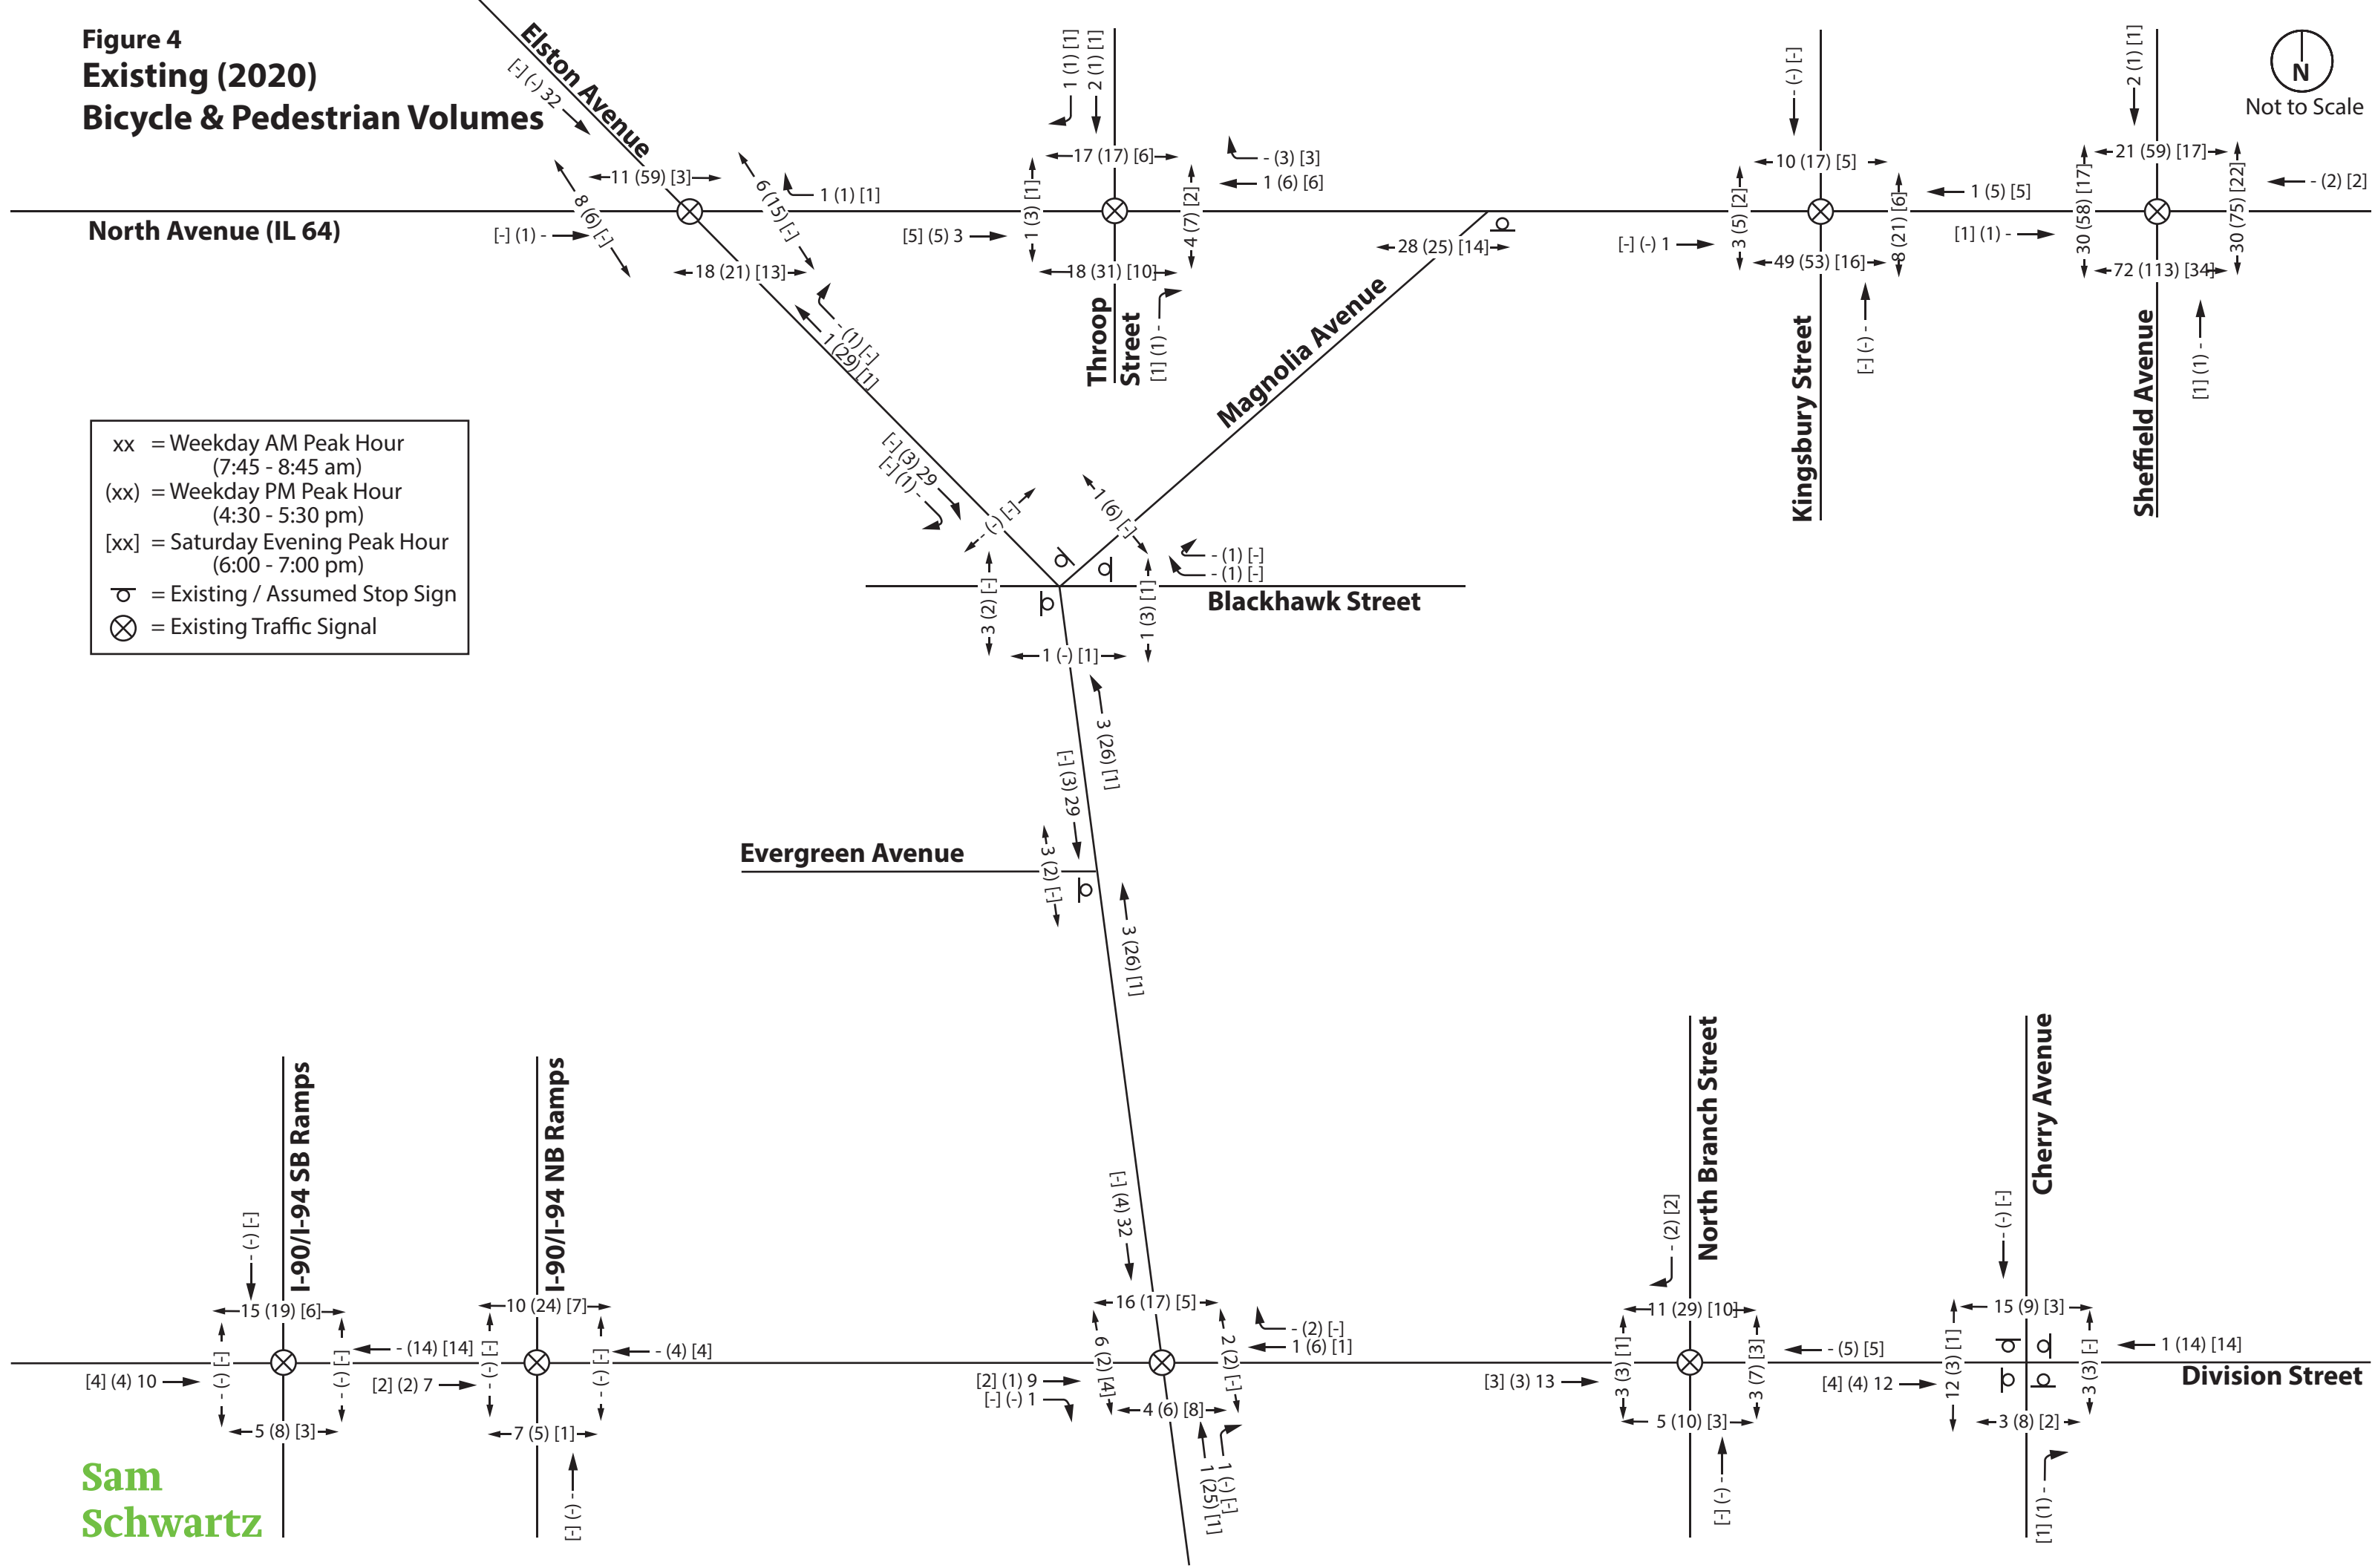 Figure 4
Existing (2020)
Bicycle & Pedestrian Volumes
Elston Avenue
[-] (-) 32
11 (59) [3]
8 (6) [-]
6 (15) [-]
1 (1) [1]
North Avenue (IL 64)
[-] (1) -
18 (21) [13]
- (1) [-]
1 (29) [1]
1 (1) [1]
2 (1) [1]
17 (17) [6]
- (3) [3]
1 (6) [6]
1 (3) [1]
4 (7) [2]
[5] (5) 3
18 (31) [10]
Throop
Street
[1] (1) -
28 (25) [14]
Magnolia Avenue
- (-) [-]
10 (17) [5]
3 (5) [2]
8 (21) [6]
1 (5) [5]
[-] (-) 1
49 (53) [16]
Kingsbury Street
[-] (-) -
2 (1) [1]
21 (59) [17]
30 (58) [17]
30 (75) [22]
- (2) [2]
[1] (1) -
72 (113) [34]
Sheffield Avenue
[1] (1) -
N
Not to Scale
xx = Weekday AM Peak Hour
(7:45 - 8:45 am)
(xx) = Weekday PM Peak Hour
(4:30 - 5:30 pm)
[xx] = Saturday Evening Peak Hour
(6:00 - 7:00 pm)
= Existing / Assumed Stop Sign
= Existing Traffic Signal
[-] (3) 29
[-] (1) -
(-) [-]
1 (6) [-]
- (1) [-]
- (1) [-]
3 (2) [-]
1 (3) [1]
Blackhawk Street
1 (-) [1]
3 (26) [1]
[-] (3) 29
Evergreen Avenue
3 (2) [-]
3 (26) [1]
I-90/I-94 SB Ramps
- (-) [-]
15 (19) [6]
- (-) [-]
- (-) [-]
[4] (4) 10
5 (8) [3]
- (14) [14]
I-90/I-94 NB Ramps
10 (24) [7]
- (-) [-]
- (-) [-]
[2] (2) 7
7 (5) [1]
- (4) [4]
[-] (-) -
[-] (4) 32
16 (17) [5]
6 (2) [4]
2 (2) [-]
- (2) [-]
1 (6) [1]
[2] (1) 9
[-] (-) 1
4 (6) [8]
1 (25) [1]
1 (-) [-]
North Branch Street
- (2) [2]
11 (29) [10]
3 (3) [1]
3 (7) [3]
[3] (3) 13
5 (10) [3]
- (5) [5]
[-] (-) -
Cherry Avenue
- (-) [-]
15 (9) [3]
12 (3) [1]
3 (3) [-]
[4] (4) 12
3 (8) [2]
1 (14) [14]
Division Street
[1] (1) -
Sam
Schwartz